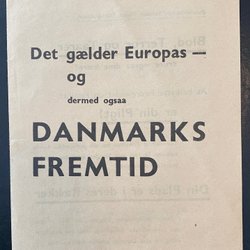 Det gælder Europas —
og
dermed ogsaa
DANMARKS
FREMTID